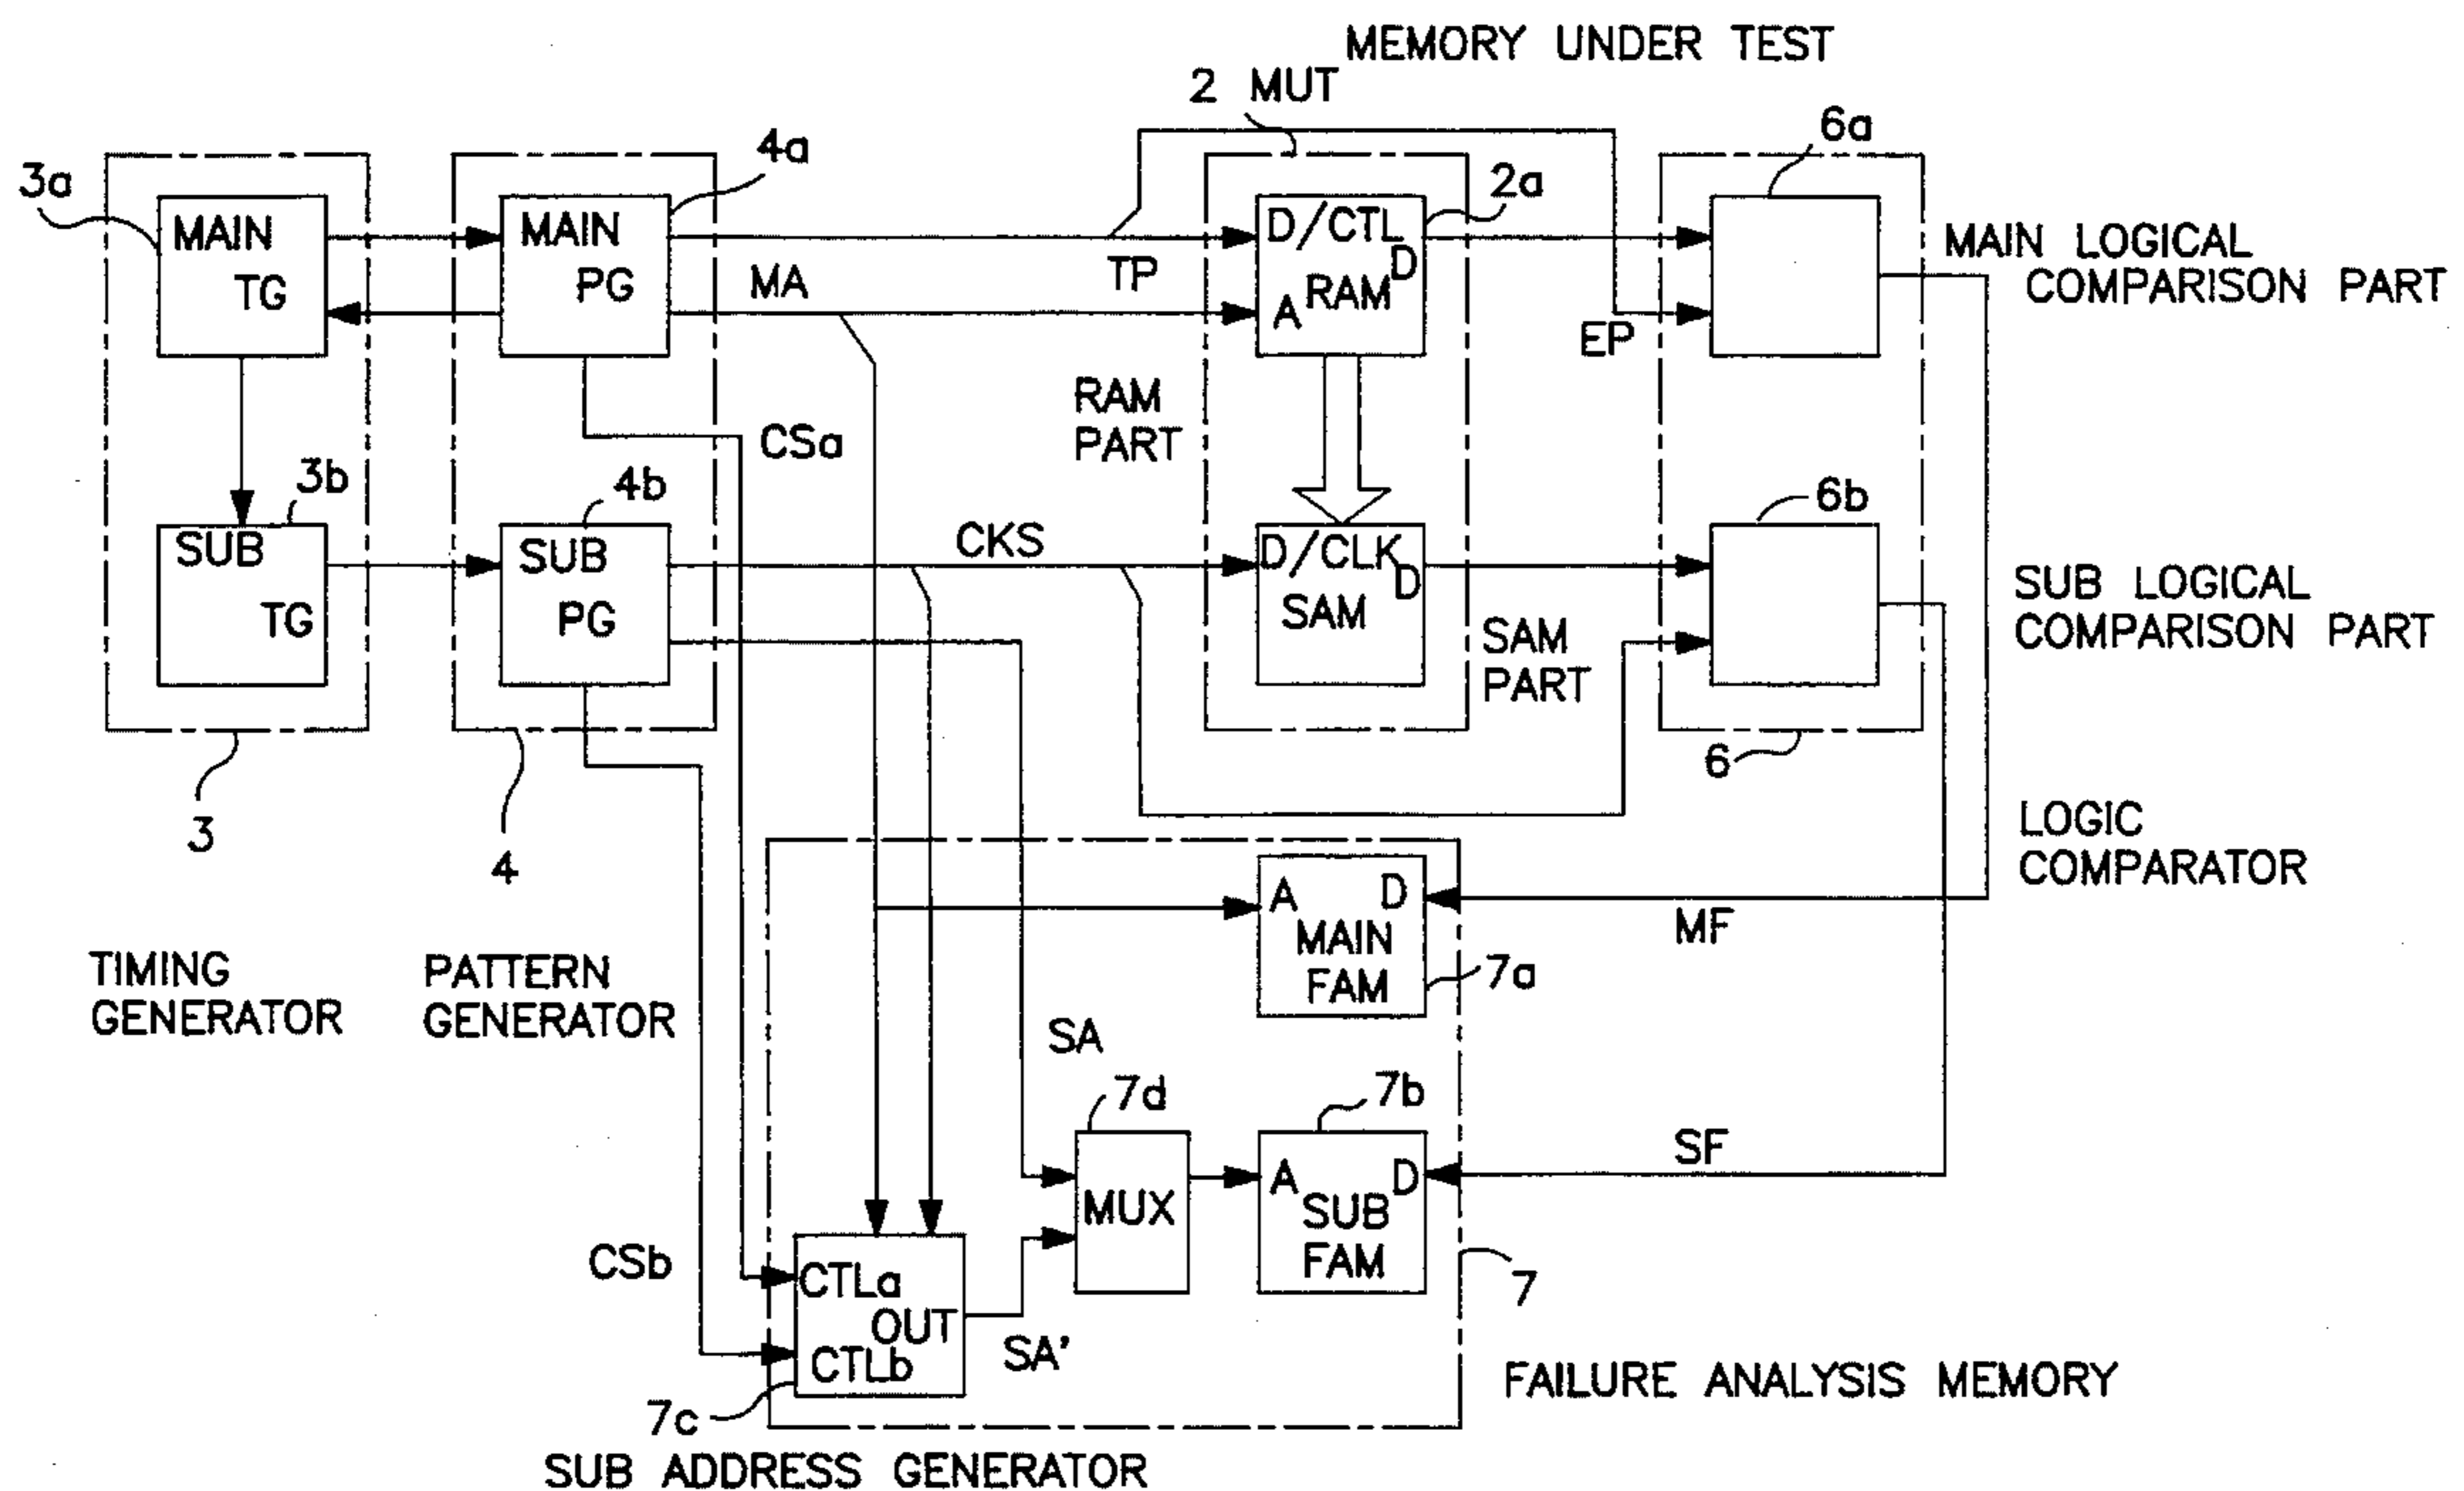 MEMORY UNDER TEST
2 MUT
3a
4a
2a
6a
MAIN
TG
MAIN
PG
D/CTL
D
RAM
A
MA
TP
EP
MAIN LOGICAL
COMPARISON PART
RAM
PART
CSa
3b
4b
6b
SUB
TG
SUB
PG
CKS
D/CLK
D
SAM
SAM
PART
SUB LOGICAL
COMPARISON PART
3
4
6
LOGIC
COMPARATOR
A D
MAIN
FAM
MF
7a
TIMING
GENERATOR
PATTERN
GENERATOR
SA
7d
7b
MUX
A D
SUB
FAM
SF
CSb
CTLa
OUT
CTLb
SA'
7
7c
FAILURE ANALYSIS MEMORY
SUB ADDRESS GENERATOR